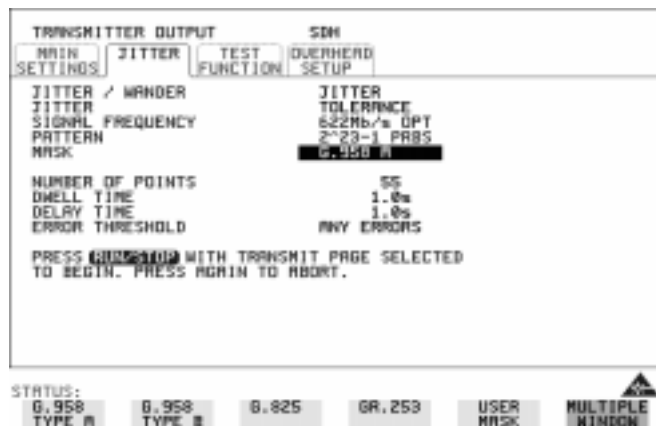 TRANSMITTER OUTPUT SDH
MAIN SETTINGS JITTER TEST FUNCTION OVERHEAD SETUP
JITTER / WANDER JITTER
JITTER TOLERANCE
SIGNAL FREQUENCY 622Mb/s OPT
PATTERN 2^23-1 PRBS
MASK G.958 A
NUMBER OF POINTS 55
DWELL TIME 1.0s
DELAY TIME 1.0s
ERROR THRESHOLD ANY ERRORS
PRESS RUN/STOP WITH TRANSMIT PAGE SELECTED
TO BEGIN. PRESS AGAIN TO ABORT.
STATUS:
G.958 TYPE A G.958 TYPE B G.825 GR.253 USER MASK MULTIPLE WINDOW